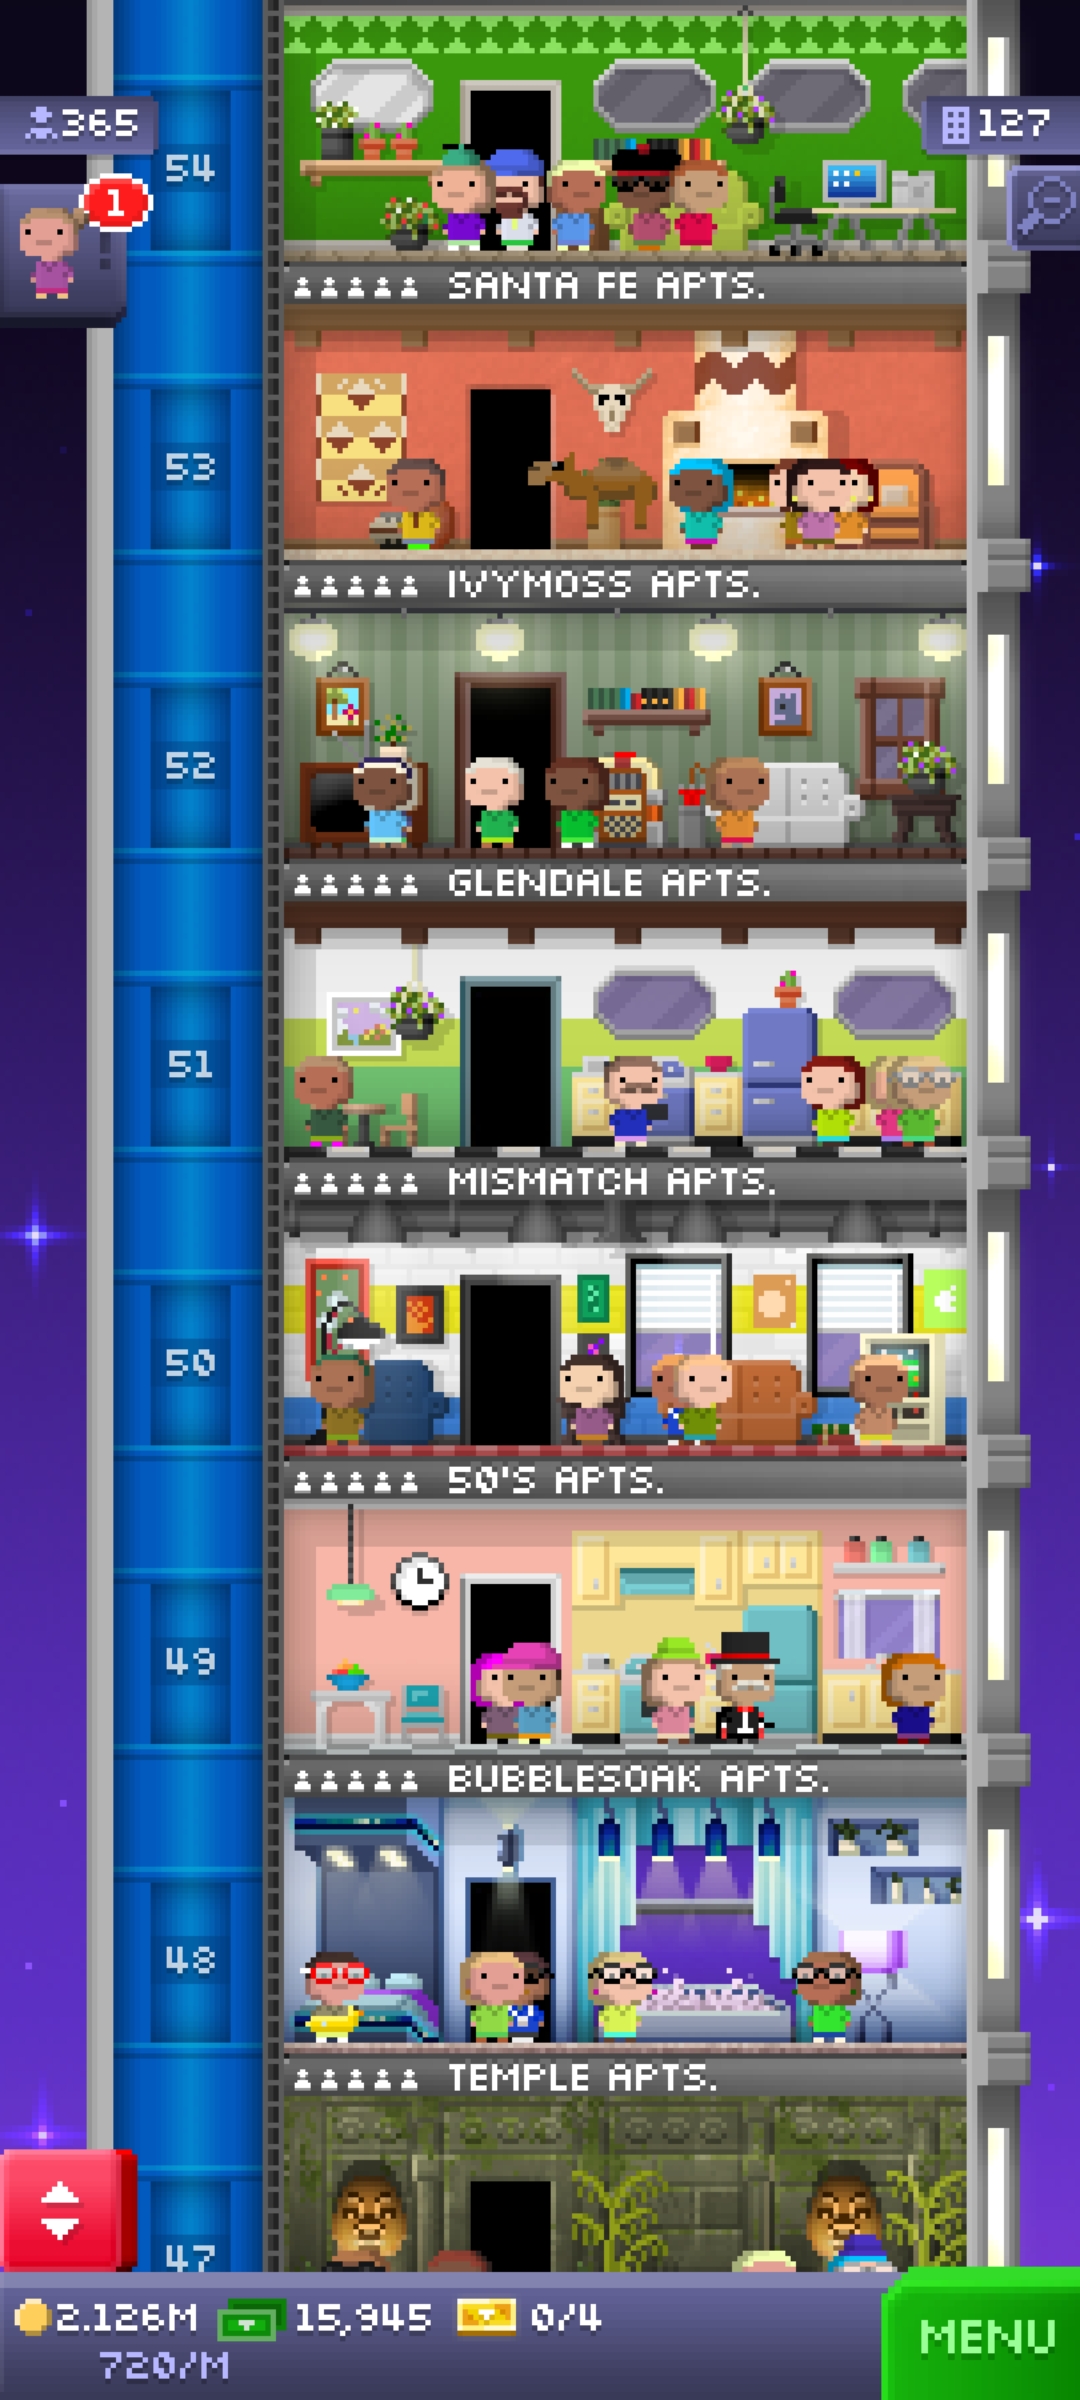 365
127
54
1
SANTA FE APTS.
53
IVYMOSS APTS.
52
GLENDALE APTS.
51
MISMATCH APTS.
50
50'S APTS.
49
BUBBLESOAK APTS.
48
TEMPLE APTS.
47
2.126M 15,945 0/4
720/M
MENU